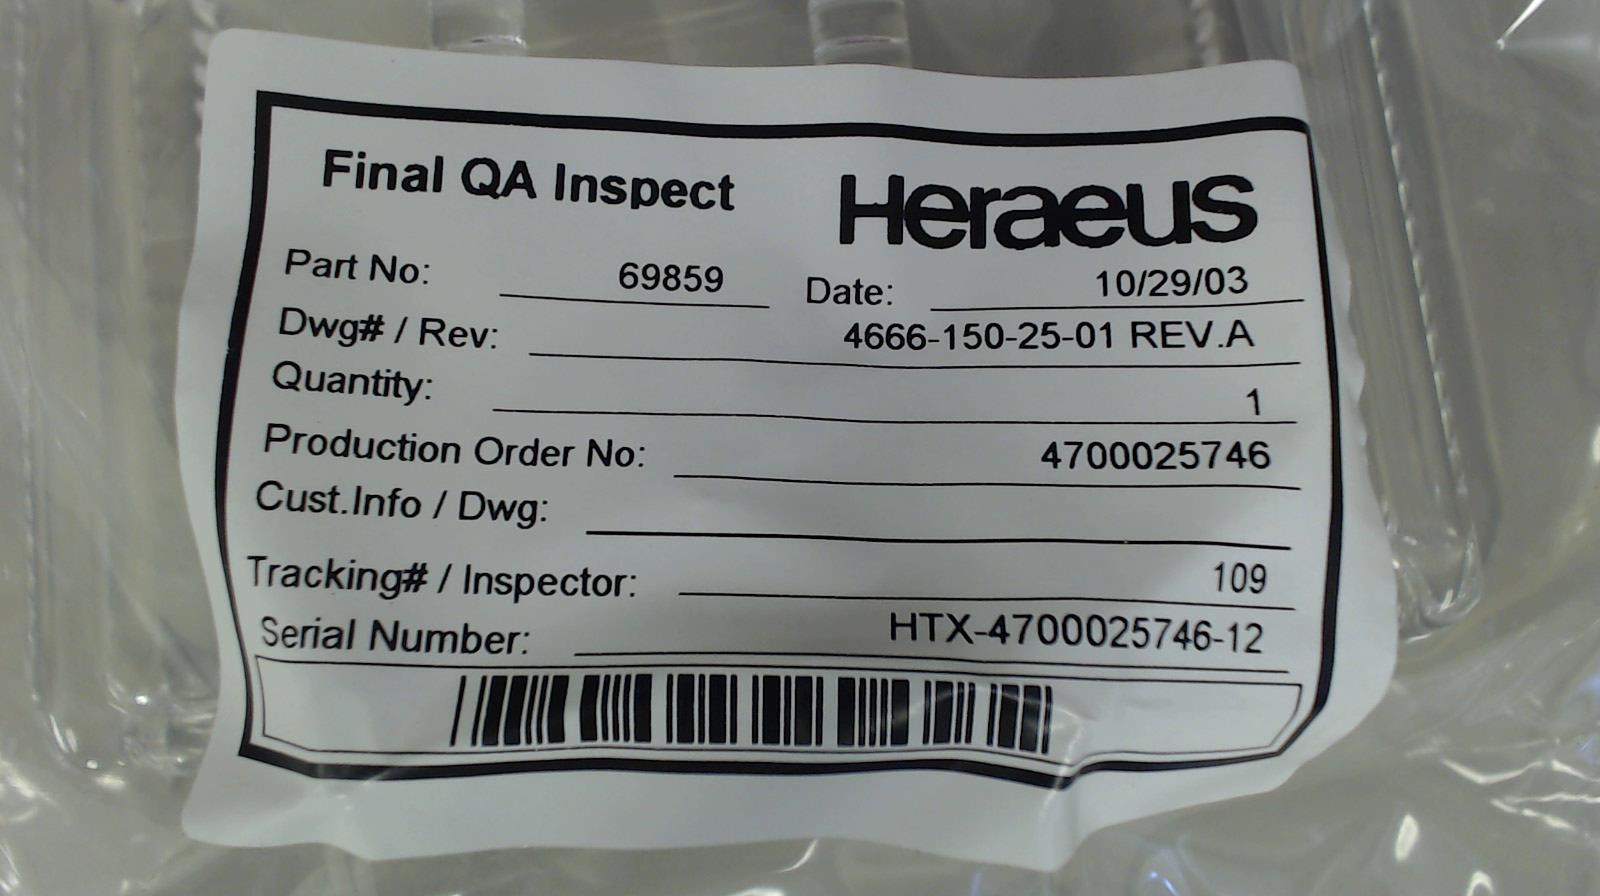 Final QA Inspect
Heraeus
Part No: 69859 Date: 10/29/03
Dwg# / Rev: 4666-150-25-01 REV.A
Quantity: 1
Production Order No: 4700025746
Cust.Info / Dwg:
Tracking# / Inspector: 109
Serial Number: HTX-4700025746-12